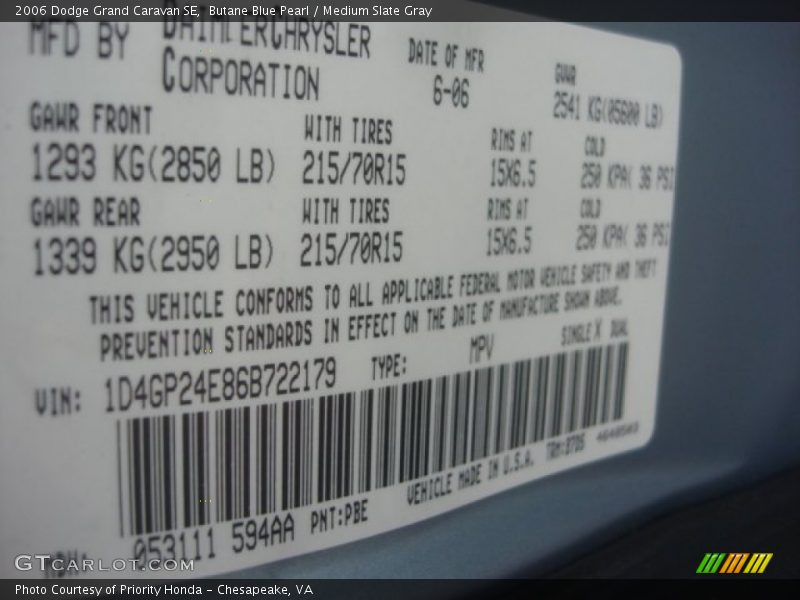 2006 Dodge Grand Caravan SE, Butane Blue Pearl / Medium Slate Gray
MFD BY DAIMLERCHRYSLER CORPORATION
DATE OF MFR 6-06
GVWR 2541 KG(05600 LB)
GAWR FRONT WITH TIRES RIMS AT COLD
1293 KG(2850 LB) 215/70R15 15X6.5 250 KPA( 36 PSI
GAWR REAR WITH TIRES RIMS AT COLD
1339 KG(2950 LB) 215/70R15 15X6.5 250 KPA( 36 PSI
THIS VEHICLE CONFORMS TO ALL APPLICABLE FEDERAL MOTOR VEHICLE SAFETY AND THEFT
PREVENTION STANDARDS IN EFFECT ON THE DATE OF MANUFACTURE SHOWN ABOVE.
VIN: 1D4GP24E86B722179 TYPE: MPV SINGLE X DUAL
MDH: 053111 594AA PNT:PBE VEHICLE MADE IN U.S.A. TRM:B7D5
GTCARLOT.COM
Photo Courtesy of Priority Honda - Chesapeake, VA